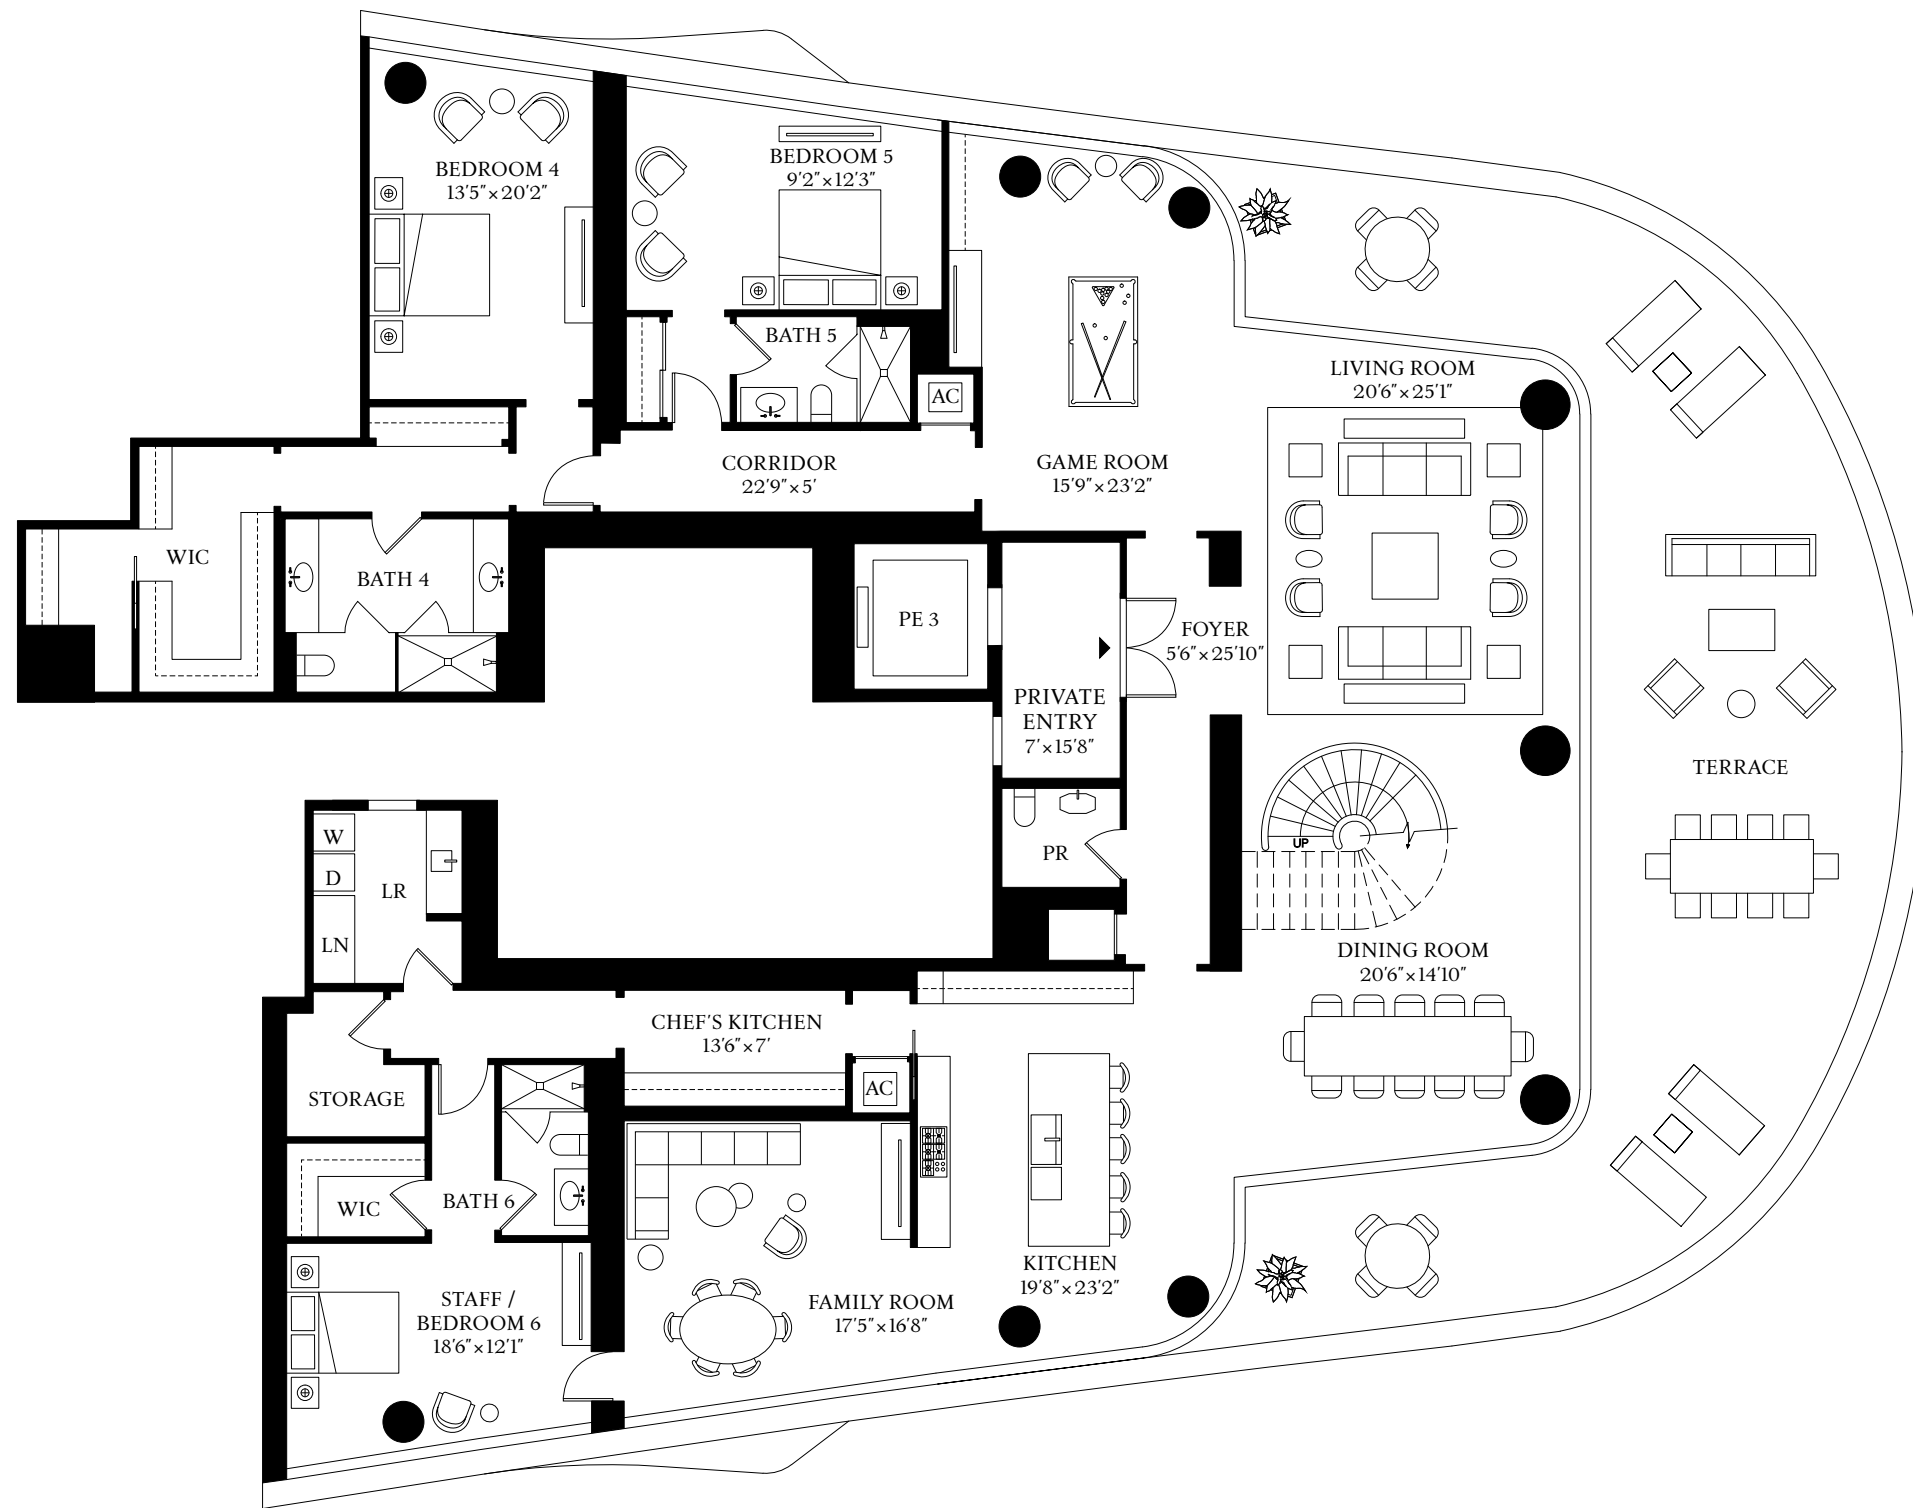 BEDROOM 4
13'5"×20'2"
BEDROOM 5
9'2"×12'3"
BATH 5
AC
LIVING ROOM
20'6"×25'1"
CORRIDOR
22'9"×5'
GAME ROOM
15'9"×23'2"
WIC
BATH 4
PE 3
FOYER
5'6"×25'10"
PRIVATE
ENTRY
7'×15'8"
TERRACE
W
D
LR
LN
PR
UP
DINING ROOM
20'6"×14'10"
CHEF'S KITCHEN
13'6"×7'
AC
STORAGE
WIC
BATH 6
KITCHEN
19'8"×23'2"
STAFF /
BEDROOM 6
18'6"×12'1"
FAMILY ROOM
17'5"×16'8"